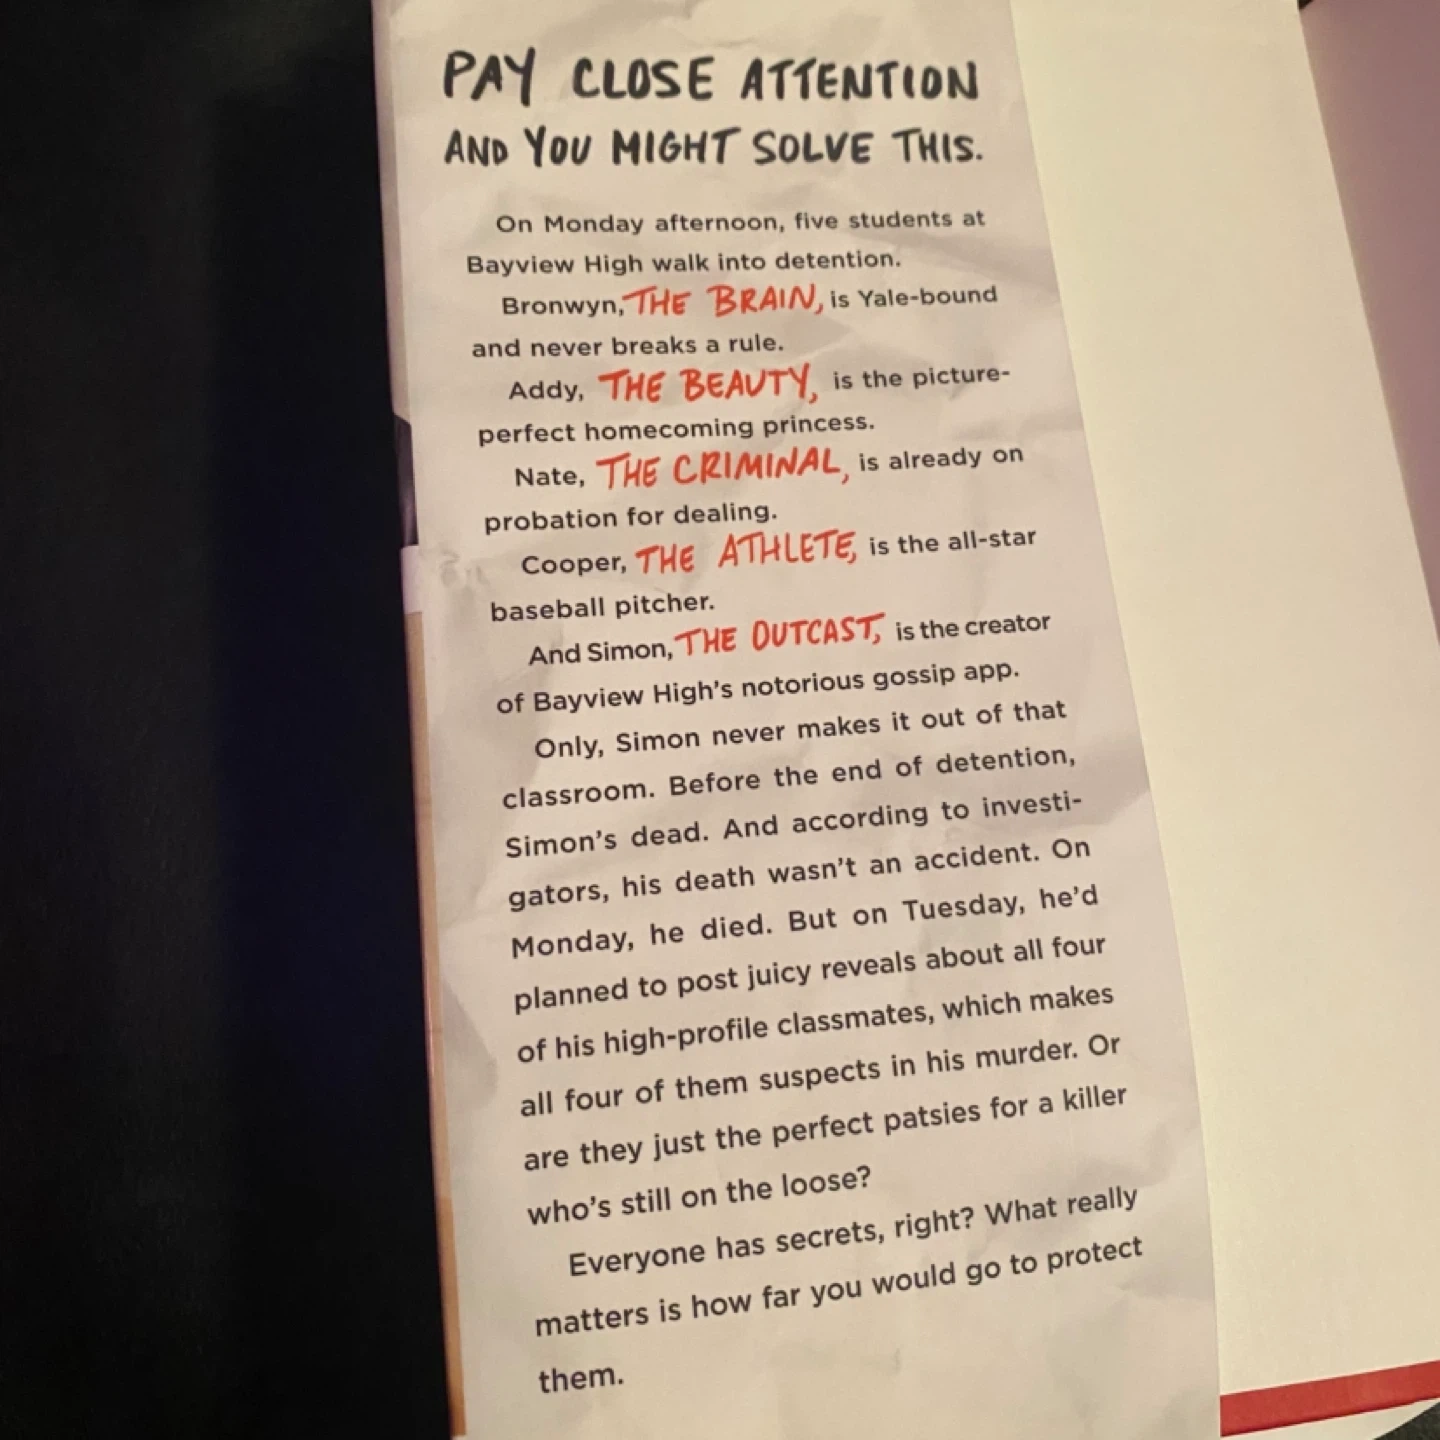 PAY CLOSE ATTENTION
AND YOU MIGHT SOLVE THIS.
On Monday afternoon, five students at
Bayview High walk into detention.
Bronwyn, THE BRAIN, is Yale-bound
and never breaks a rule.
Addy, THE BEAUTY, is the picture-
perfect homecoming princess.
Nate, THE CRIMINAL, is already on
probation for dealing.
Cooper, THE ATHLETE, is the all-star
baseball pitcher.
And Simon, THE OUTCAST, is the creator
of Bayview High's notorious gossip app.
Only, Simon never makes it out of that
classroom. Before the end of detention,
Simon's dead. And according to investi-
gators, his death wasn't an accident. On
Monday, he died. But on Tuesday, he'd
planned to post juicy reveals about all four
of his high-profile classmates, which makes
all four of them suspects in his murder. Or
are they just the perfect patsies for a killer
who's still on the loose?
Everyone has secrets, right? What really
matters is how far you would go to protect
them.